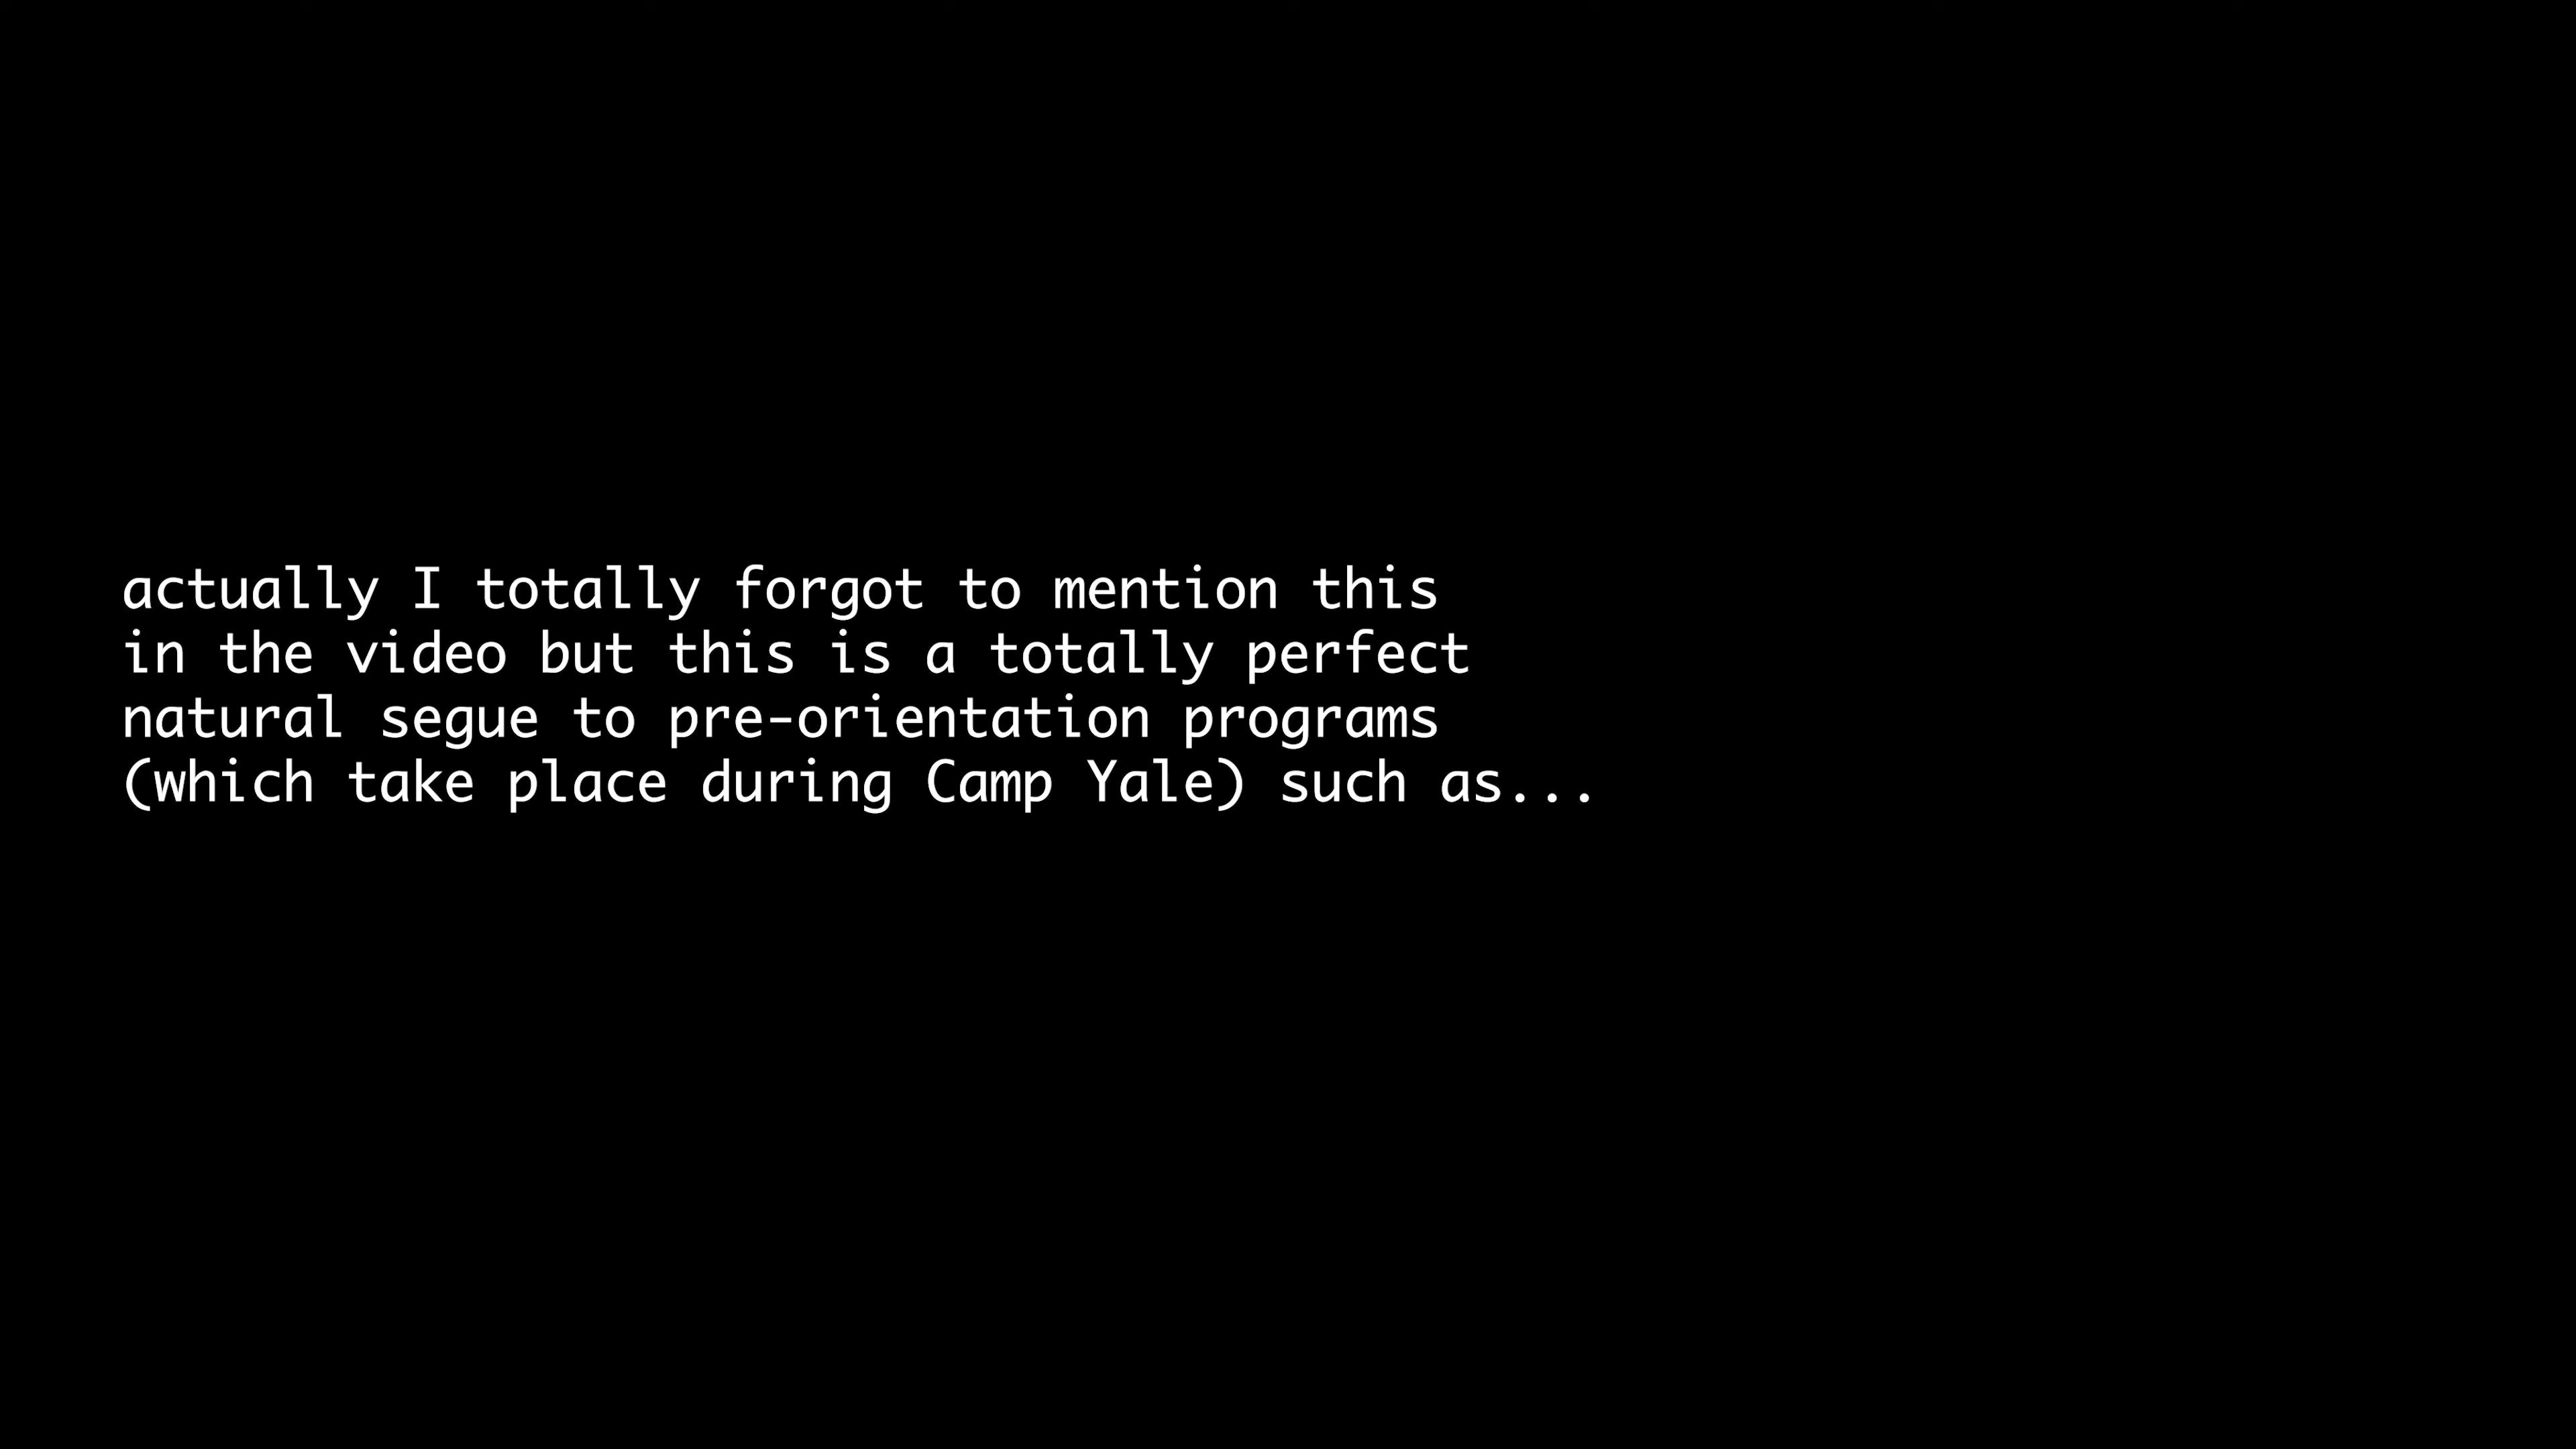 actually I totally forgot to mention this
in the video but this is a totally perfect
natural segue to pre-orientation programs
(which take place during Camp Yale) such as...